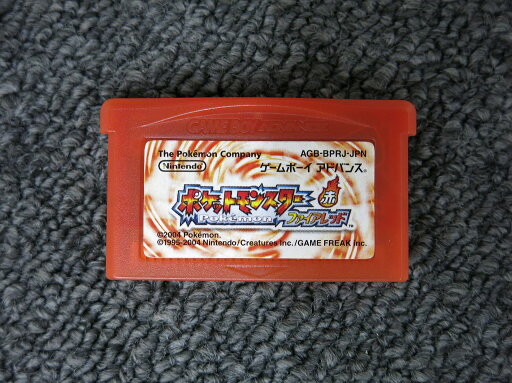 GAME BOY ADVANCE
The Pokémon Company AGB-BPRJ-JPN
Nintendo ゲームボーイ アドバンス
ポケットモンスター 赤
POKéMON ファイアレッド TM
©2004 Pokémon.
©1995-2004 Nintendo/Creatures inc./GAME FREAK inc.